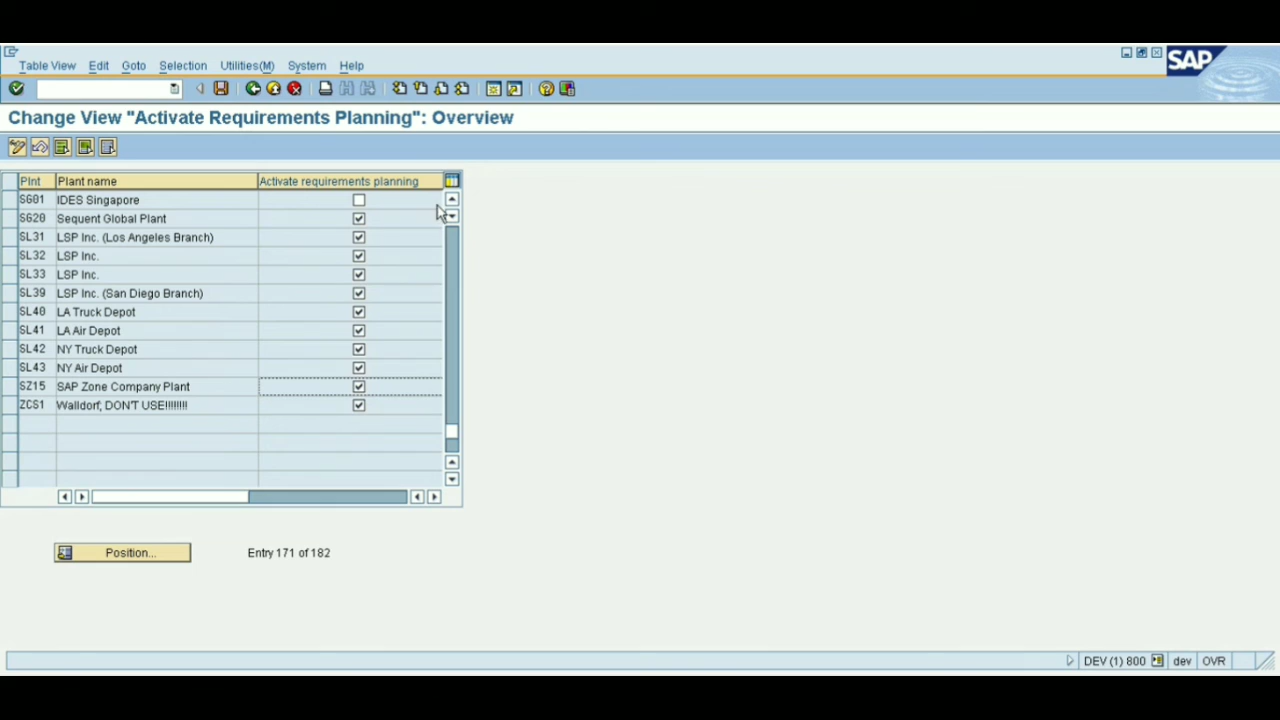 Table View Edit Goto Selection Utilities(M) System Help
SAP
Change View "Activate Requirements Planning": Overview
Plnt Plant name Activate requirements planning
SG01 IDES Singapore
SG20 Sequent Global Plant
SL31 LSP Inc. (Los Angeles Branch)
SL32 LSP Inc.
SL33 LSP Inc.
SL39 LSP Inc. (San Diego Branch)
SL40 LA Truck Depot
SL41 LA Air Depot
SL42 NY Truck Depot
SL43 NY Air Depot
SZ15 SAP Zone Company Plant
ZCS1 Walldorf; DON'T USE!!!!!!!!
Position... Entry 171 of 182
DEV (1) 800 dev OVR